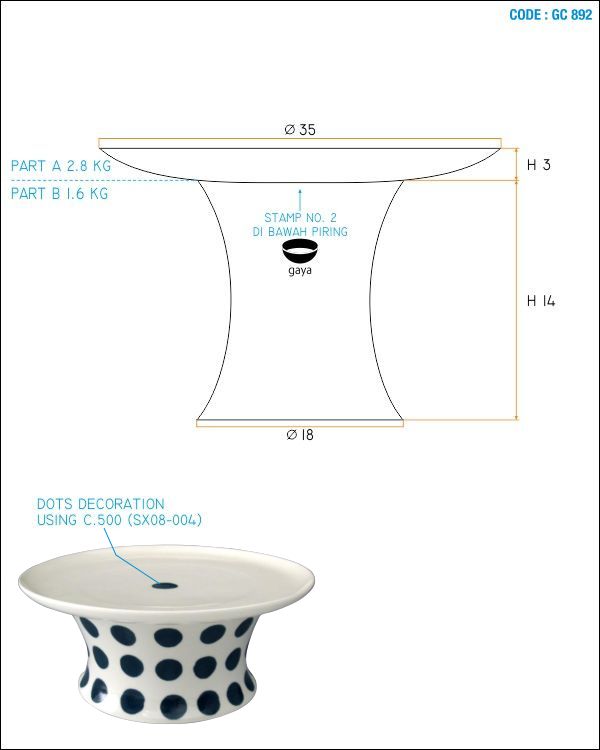 CODE : GC 892
Ø 35
PART A 2.8 KG
H 3
PART B 1.6 KG
STAMP NO. 2
DI BAWAH PIRING
gaya
H 14
Ø 18
DOTS DECORATION
USING C.500 (SX08-004)